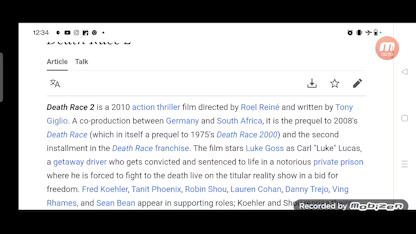 12:34
Death Race 2
Article Talk
Death Race 2 is a 2010 action thriller film directed by Roel Reiné and written by Tony
Giglio. A co-production between Germany and South Africa, it is the prequel to 2008's
Death Race (which in itself a prequel to 1975's Death Race 2000) and the second
installment in the Death Race franchise. The film stars Luke Goss as Carl "Luke" Lucas,
a getaway driver who gets convicted and sentenced to life in a notorious private prison
where he is forced to fight to the death live on the titular reality show in a bid for
freedom. Fred Koehler, Tanit Phoenix, Robin Shou, Lauren Cohan, Danny Trejo, Ving
Rhames, and Sean Bean appear in supporting roles; Koehler and
Recorded by Mobizen